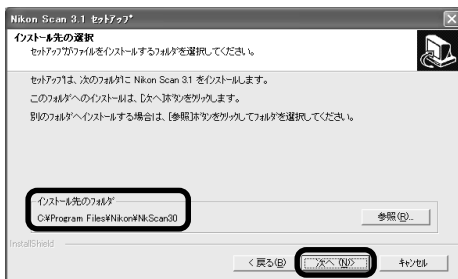 Nikon Scan 3.1 セットアップ
インストール先の選択
セットアップがファイルをインストールするフォルダを選択してください。
セットアップは、次のフォルダに Nikon Scan 3.1 をインストールします。
このフォルダへのインストールは、[次へ]ボタンをクリックします。
別のフォルダへインストールする場合は、[参照]ボタンをクリックしてフォルダを選択してください。
インストール先のフォルダ
C:¥Program Files¥Nikon¥NkScan30
参照(R)...
InstallShield
< 戻る(B)
次へ(N)>
キャンセル